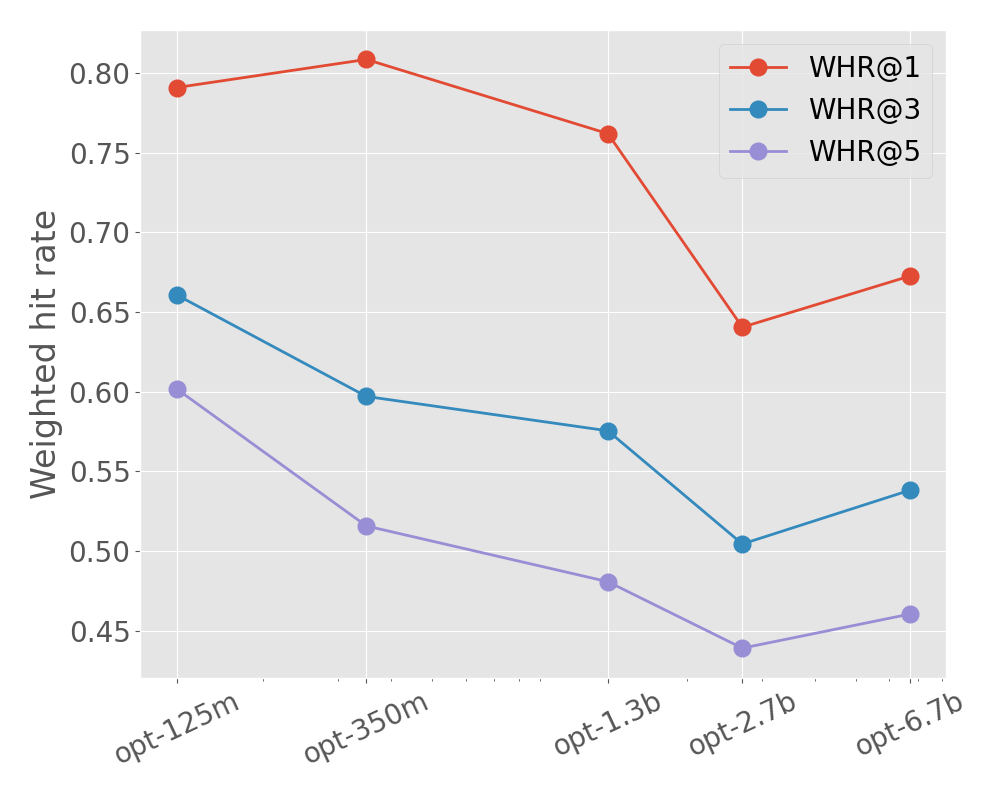 WHR@1
WHR@3
WHR@5
Weighted hit rate
0.80
0.75
0.70
0.65
0.60
0.55
0.50
0.45
opt-125m
opt-350m
opt-1.3b
opt-2.7b
opt-6.7b